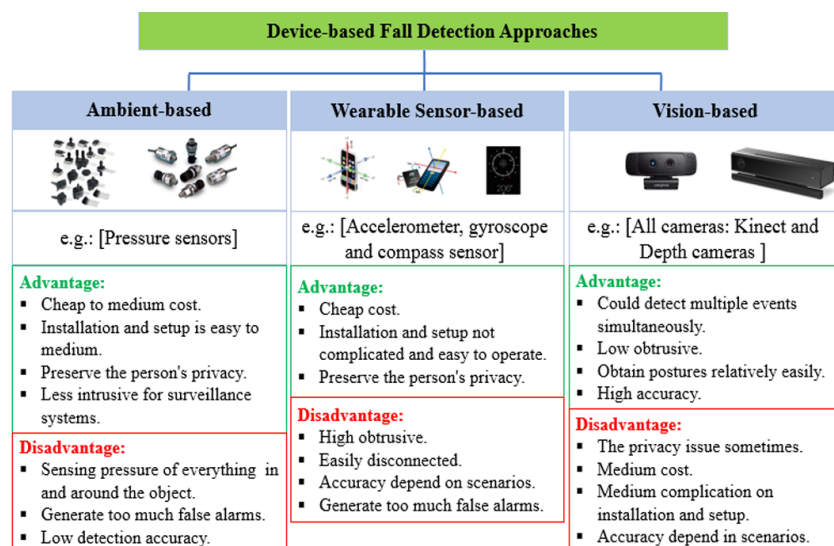 Device-based Fall Detection Approaches
Ambient-based
e.g.: [Pressure sensors]
Advantage:
▪ Cheap to medium cost.
▪ Installation and setup is easy to
medium.
▪ Preserve the person's privacy.
▪ Less intrusive for surveillance
systems.
Disadvantage:
▪ Sensing pressure of everything in
and around the object.
▪ Generate too much false alarms.
▪ Low detection accuracy.
Wearable Sensor-based
206°
e.g.: [Accelerometer, gyroscope
and compass sensor]
Advantage:
▪ Cheap cost.
▪ Installation and setup not
complicated and easy to operate.
▪ Preserve the person's privacy.
Disadvantage:
▪ High obtrusive.
▪ Easily disconnected.
▪ Accuracy depend on scenarios.
▪ Generate too much false alarms.
Vision-based
e.g.: [All cameras: Kinect and
Depth cameras ]
Advantage:
▪ Could detect multiple events
simultaneously.
▪ Low obtrusive.
▪ Obtain postures relatively easily.
▪ High accuracy.
Disadvantage:
▪ The privacy issue sometimes.
▪ Medium cost.
▪ Medium complication on
installation and setup.
▪ Accuracy depend in scenarios.